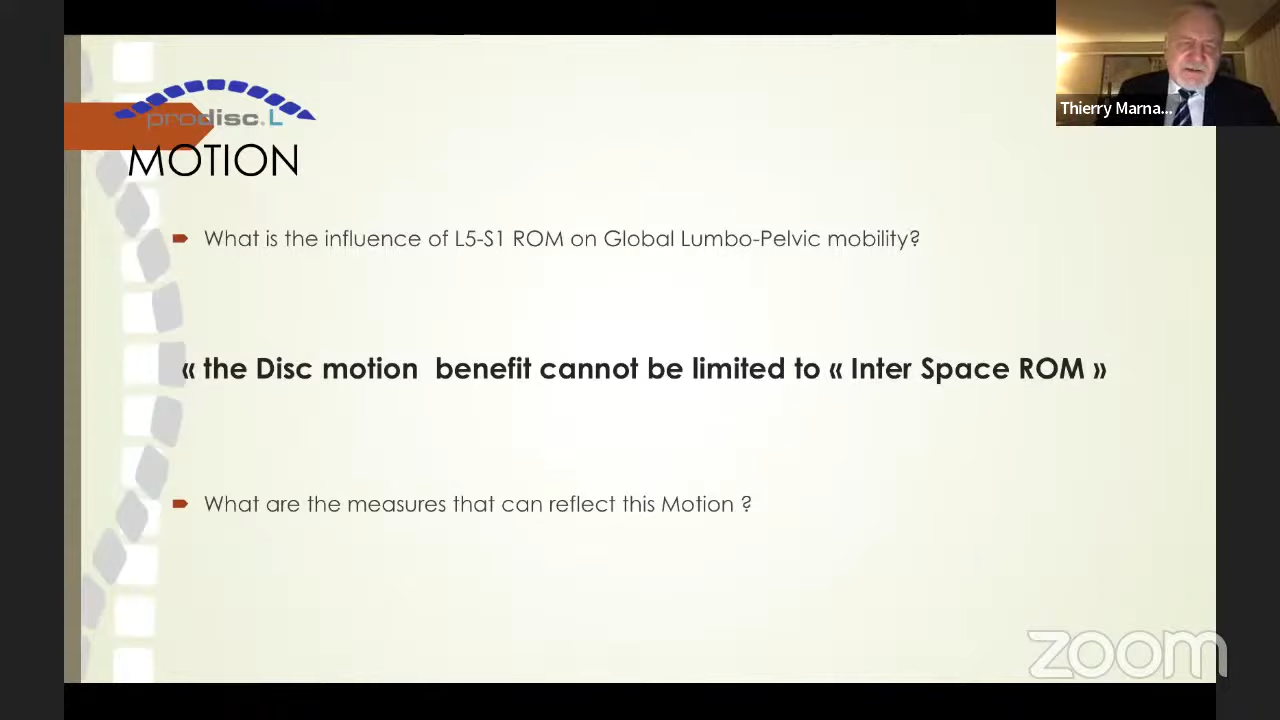 Thierry Marna...
prodisc.L
MOTION
What is the influence of L5-S1 ROM on Global Lumbo-Pelvic mobility?
« the Disc motion benefit cannot be limited to « Inter Space ROM »
What are the measures that can reflect this Motion ?
zoom